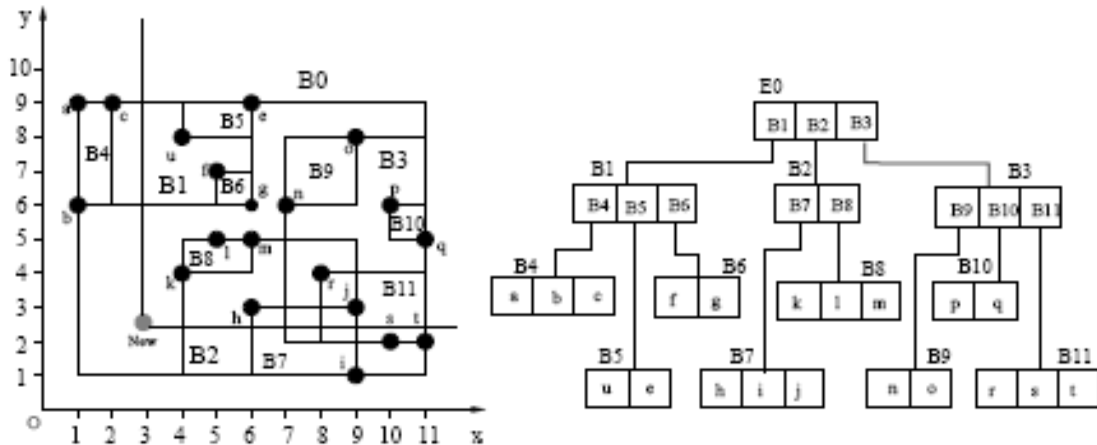 y
10
B0
E0
9
a
c
e
B1 B2 B3
B5
8
u
o
B4
7
f
B9
B3
B1
B2
B3
B1
B6
g
n
p
6
b
B4 B5 B6
B7 B8
B9 B10 B11
B10
5
l
m
q
B8
4
k
r
B4
B6
B8
B10
a b c
f g
k l m
p q
j
B11
3
h
s
t
New
2
B2
B7
i
B5
B7
B9
B11
1
u e
h i j
n o
r s t
O
1 2 3 4 5 6 7 8 9 10 11 x